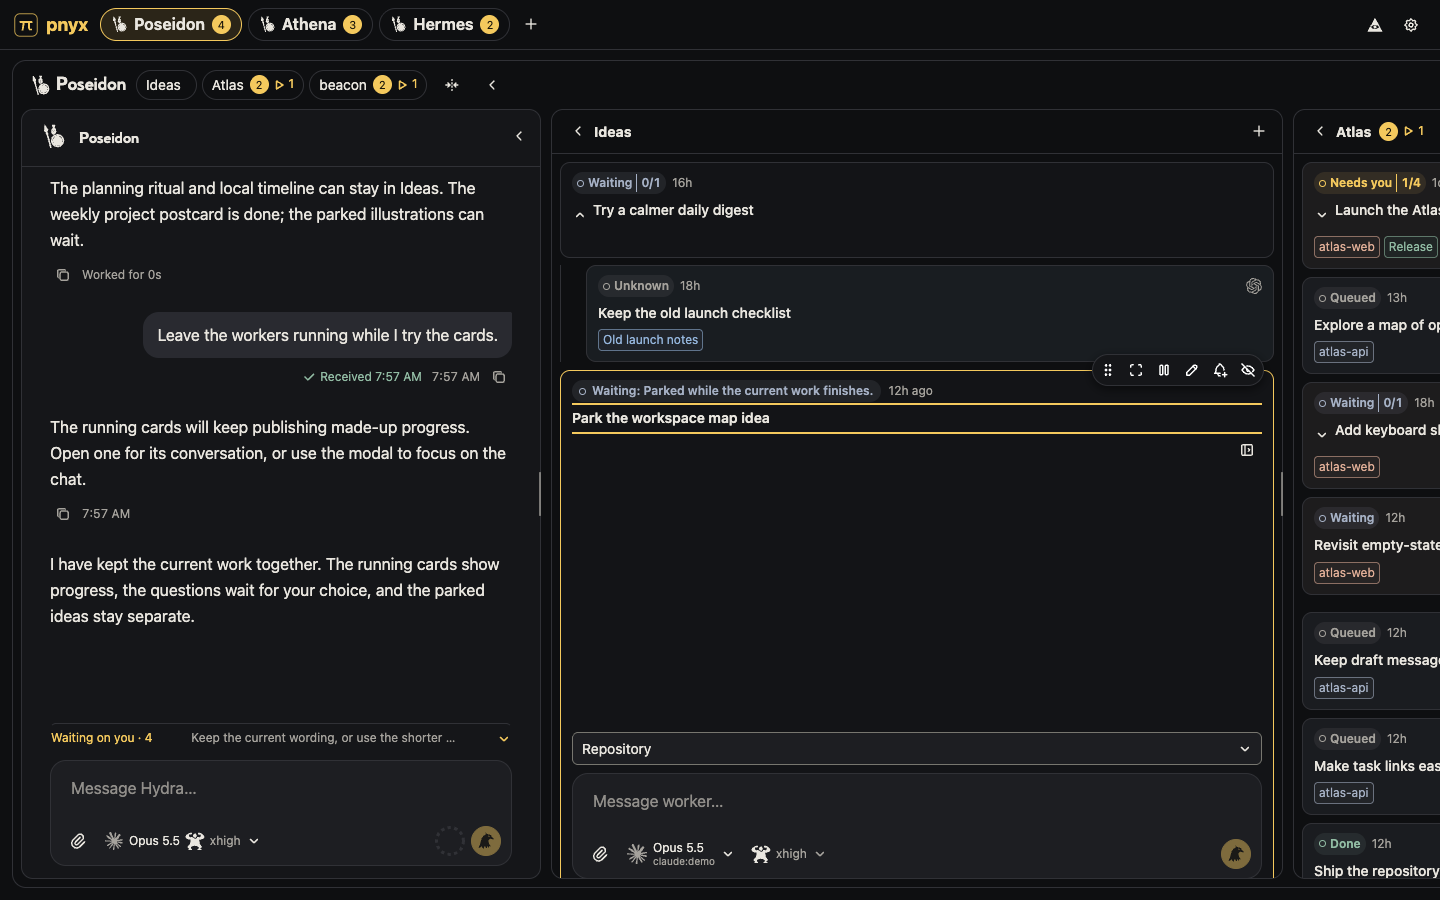 pnyx
Poseidon 4
Athena 3
Hermes 2
Poseidon
Ideas
Atlas 2 1
beacon 2 1
Poseidon
The planning ritual and local timeline can stay in Ideas. The
weekly project postcard is done; the parked illustrations can
wait.
Worked for 0s
Leave the workers running while I try the cards.
Received 7:57 AM 7:57 AM
The running cards will keep publishing made-up progress.
Open one for its conversation, or use the modal to focus on the
chat.
7:57 AM
I have kept the current work together. The running cards show
progress, the questions wait for your choice, and the parked
ideas stay separate.
Waiting on you · 4 Keep the current wording, or use the shorter ...
Message Hydra...
Opus 5.5 xhigh
Ideas
Waiting 0/1 16h
Try a calmer daily digest
Unknown 18h
Keep the old launch checklist
Old launch notes
Waiting: Parked while the current work finishes. 12h ago
Park the workspace map idea
Repository
Message worker...
Opus 5.5
claude:demo
xhigh
Atlas 2 1
Needs you 1/4
Launch the Atlas
atlas-web Release
Queued 13h
Explore a map of
atlas-api
Waiting 0/1 18h
Add keyboard
atlas-web
Waiting 12h
Revisit empty-state
atlas-web
Queued 12h
Keep draft
atlas-api
Queued 12h
Make task links
atlas-api
Done 12h
Ship the repository